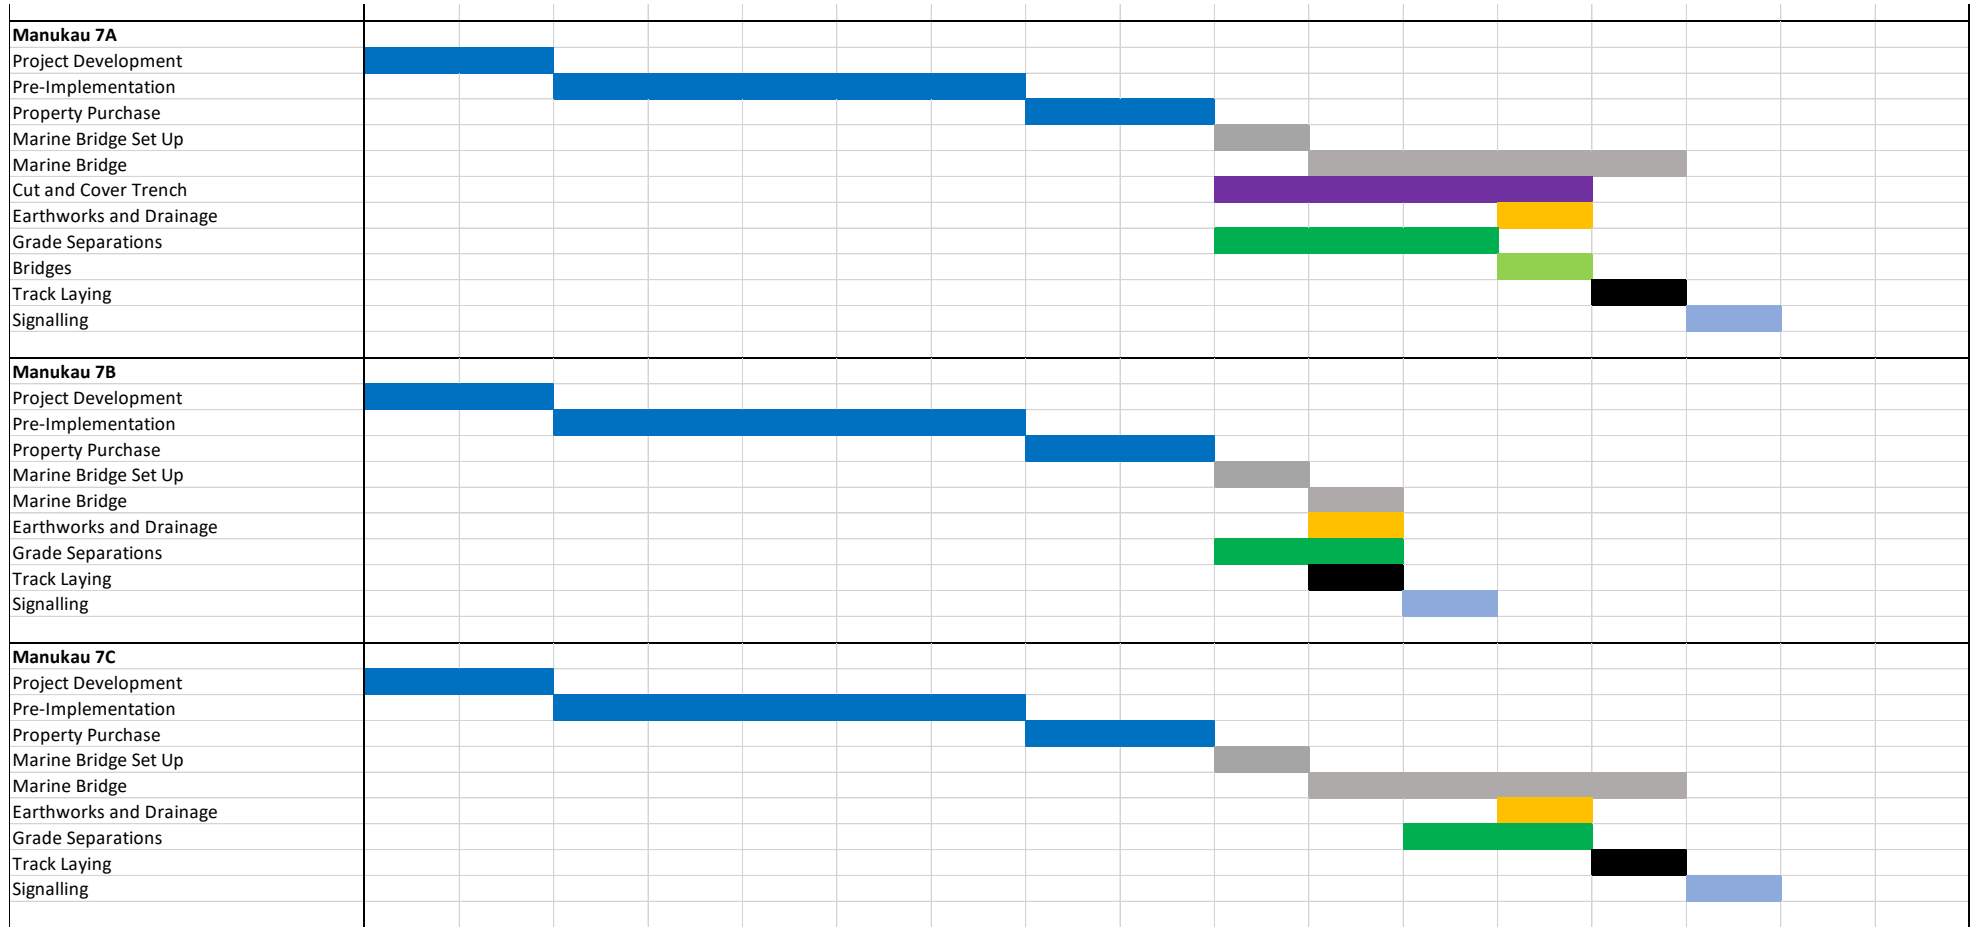 Manukau 7A
Project Development
Pre-Implementation
Property Purchase
Marine Bridge Set Up
Marine Bridge
Cut and Cover Trench
Earthworks and Drainage
Grade Separations
Bridges
Track Laying
Signalling
Manukau 7B
Project Development
Pre-Implementation
Property Purchase
Marine Bridge Set Up
Marine Bridge
Earthworks and Drainage
Grade Separations
Track Laying
Signalling
Manukau 7C
Project Development
Pre-Implementation
Property Purchase
Marine Bridge Set Up
Marine Bridge
Earthworks and Drainage
Grade Separations
Track Laying
Signalling